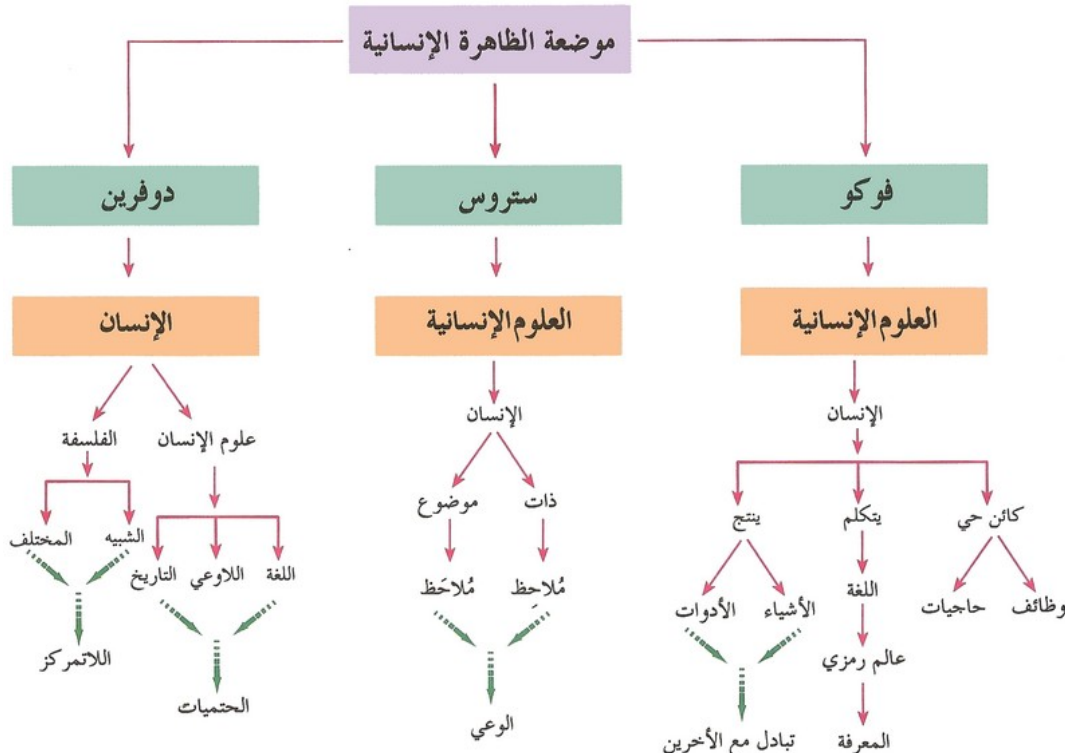 موضعة الظاهرة الإنسانية
فوكو
ستروس
دوفرين
العلوم الإنسانية
العلوم الإنسانية
الإنسان
الإنسان
كائن حي
يتكلم
ينتج
وظائف
حاجيات
اللغة
الأشياء
الأدوات
عالم رمزي
المعرفة
تبادل مع الأخرين
الإنسان
ذات
موضوع
مُلاحظ
مُلاحَظ
الوعي
علوم الإنسان
الفلسفة
اللغة
اللاوعي
التاريخ
الشبيه
المختلف
الحتميات
اللاتمركز